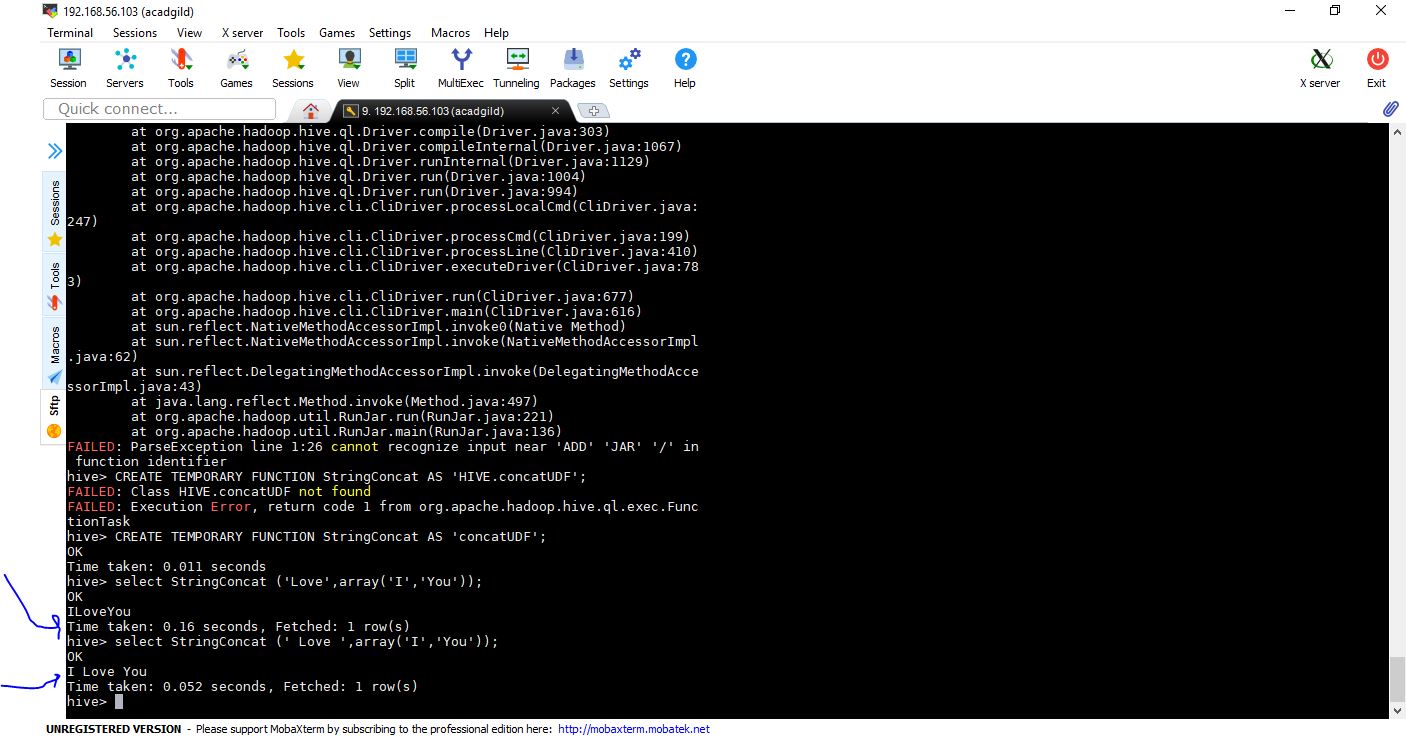 192.168.56.103 (acadgild)
Terminal Sessions View X server Tools Games Settings Macros Help
Session Servers Tools Games Sessions View Split MultiExec Tunneling Packages Settings Help X server Exit
Quick connect...
9. 192.168.56.103 (acadgild)
Sessions
Tools
Macros
Sftp
at org.apache.hadoop.hive.ql.Driver.compile(Driver.java:303)
at org.apache.hadoop.hive.ql.Driver.compileInternal(Driver.java:1067)
at org.apache.hadoop.hive.ql.Driver.runInternal(Driver.java:1129)
at org.apache.hadoop.hive.ql.Driver.run(Driver.java:1004)
at org.apache.hadoop.hive.ql.Driver.run(Driver.java:994)
at org.apache.hadoop.hive.cli.CliDriver.processLocalCmd(CliDriver.java:
247)
at org.apache.hadoop.hive.cli.CliDriver.processCmd(CliDriver.java:199)
at org.apache.hadoop.hive.cli.CliDriver.processLine(CliDriver.java:410)
at org.apache.hadoop.hive.cli.CliDriver.executeDriver(CliDriver.java:78
3)
at org.apache.hadoop.hive.cli.CliDriver.run(CliDriver.java:677)
at org.apache.hadoop.hive.cli.CliDriver.main(CliDriver.java:616)
at sun.reflect.NativeMethodAccessorImpl.invoke0(Native Method)
at sun.reflect.NativeMethodAccessorImpl.invoke(NativeMethodAccessorImpl
.java:62)
at sun.reflect.DelegatingMethodAccessorImpl.invoke(DelegatingMethodAcce
ssorImpl.java:43)
at java.lang.reflect.Method.invoke(Method.java:497)
at org.apache.hadoop.util.RunJar.run(RunJar.java:221)
at org.apache.hadoop.util.RunJar.main(RunJar.java:136)
FAILED: ParseException line 1:26 cannot recognize input near 'ADD' 'JAR' '/' in
function identifier
hive> CREATE TEMPORARY FUNCTION StringConcat AS 'HIVE.concatUDF';
FAILED: Class HIVE.concatUDF not found
FAILED: Execution Error, return code 1 from org.apache.hadoop.hive.ql.exec.Func
tionTask
hive> CREATE TEMPORARY FUNCTION StringConcat AS 'concatUDF';
OK
Time taken: 0.011 seconds
hive> select StringConcat ('Love',array('I','You'));
OK
ILoveYou
Time taken: 0.16 seconds, Fetched: 1 row(s)
hive> select StringConcat (' Love ',array('I','You'));
OK
I Love You
Time taken: 0.052 seconds, Fetched: 1 row(s)
hive>
UNREGISTERED VERSION - Please support MobaXterm by subscribing to the professional edition here: http://mobaxterm.mobatek.net